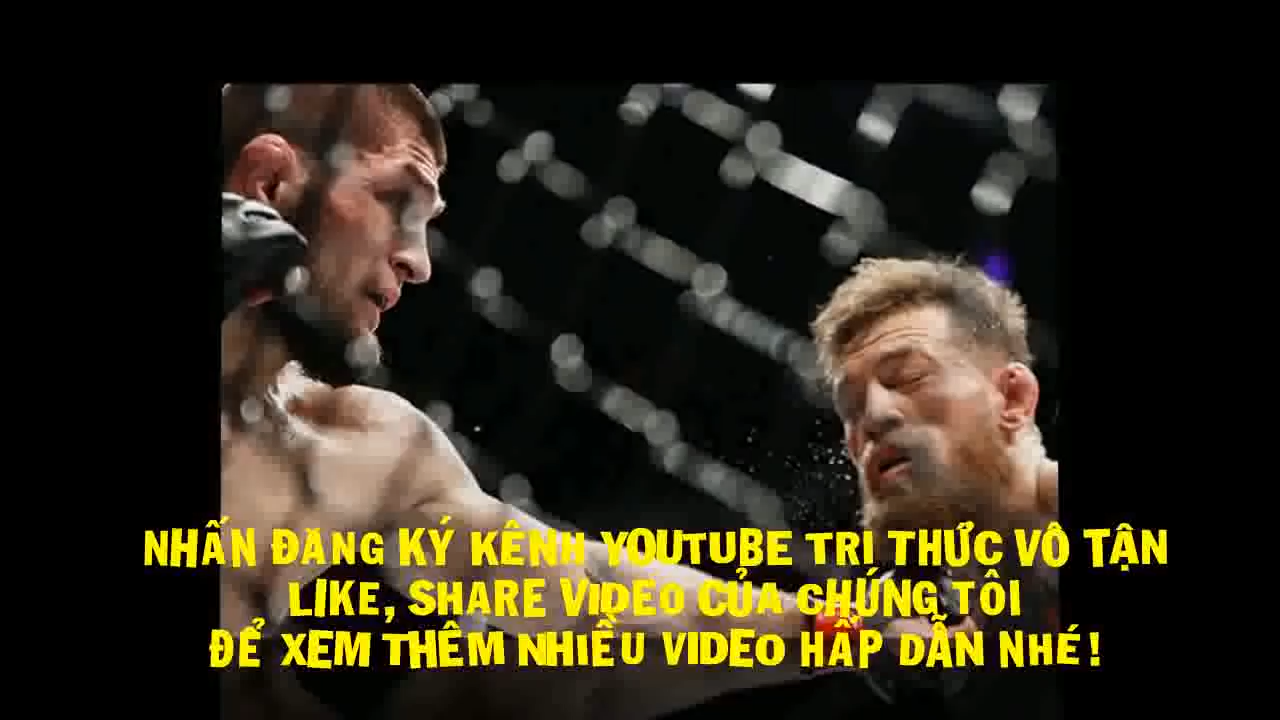 NHẤN ĐĂNG KÝ KÊNH YOUTUBE TRI THỨC VÔ TẬN
LIKE, SHARE VIDEO CỦA CHÚNG TÔI
ĐỂ XEM THÊM NHIỀU VIDEO HẤP DẪN NHÉ!